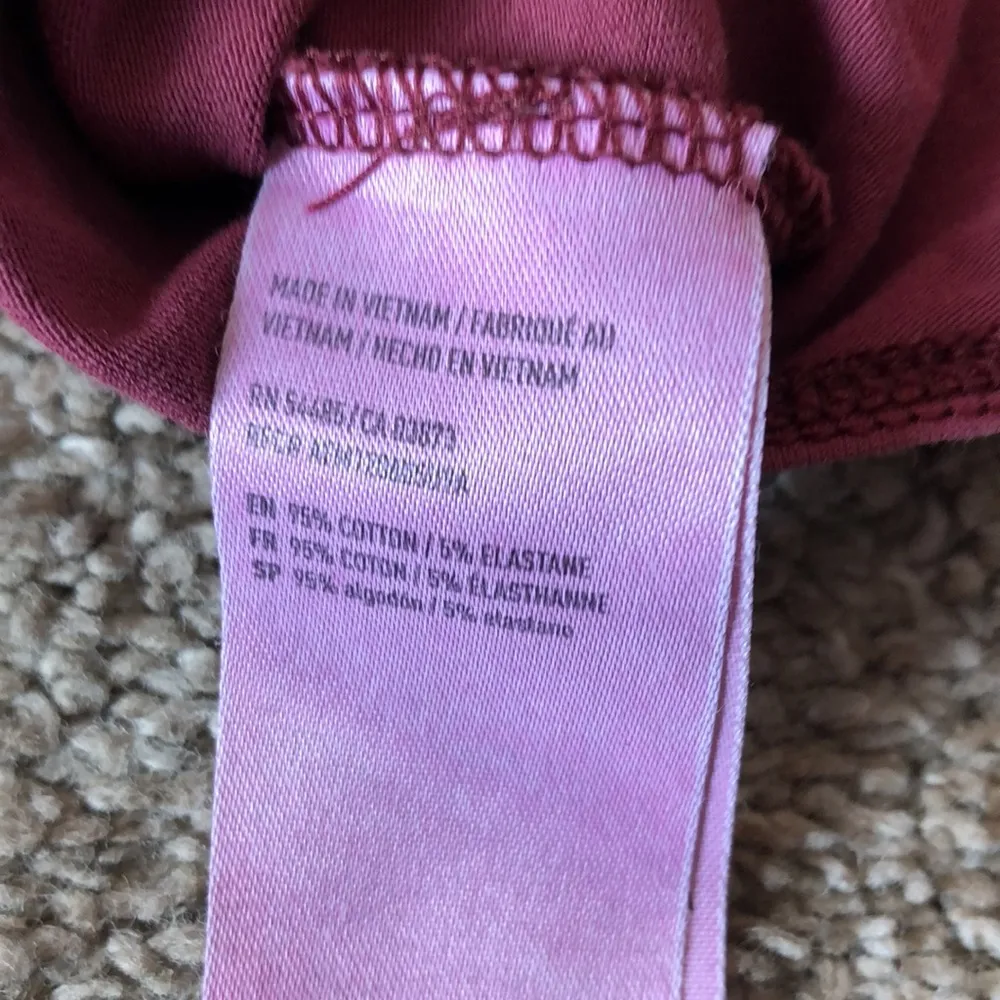 MADE IN VIETNAM / FABRIQUÉ AU
VIETNAM / HECHO EN VIETNAM
RN 54485 / CA 03073
EN 95% COTTON / 5% ELASTANE
FR 95% COTON / 5% ÉLASTHANNE
SP 95% algodón / 5% elastano